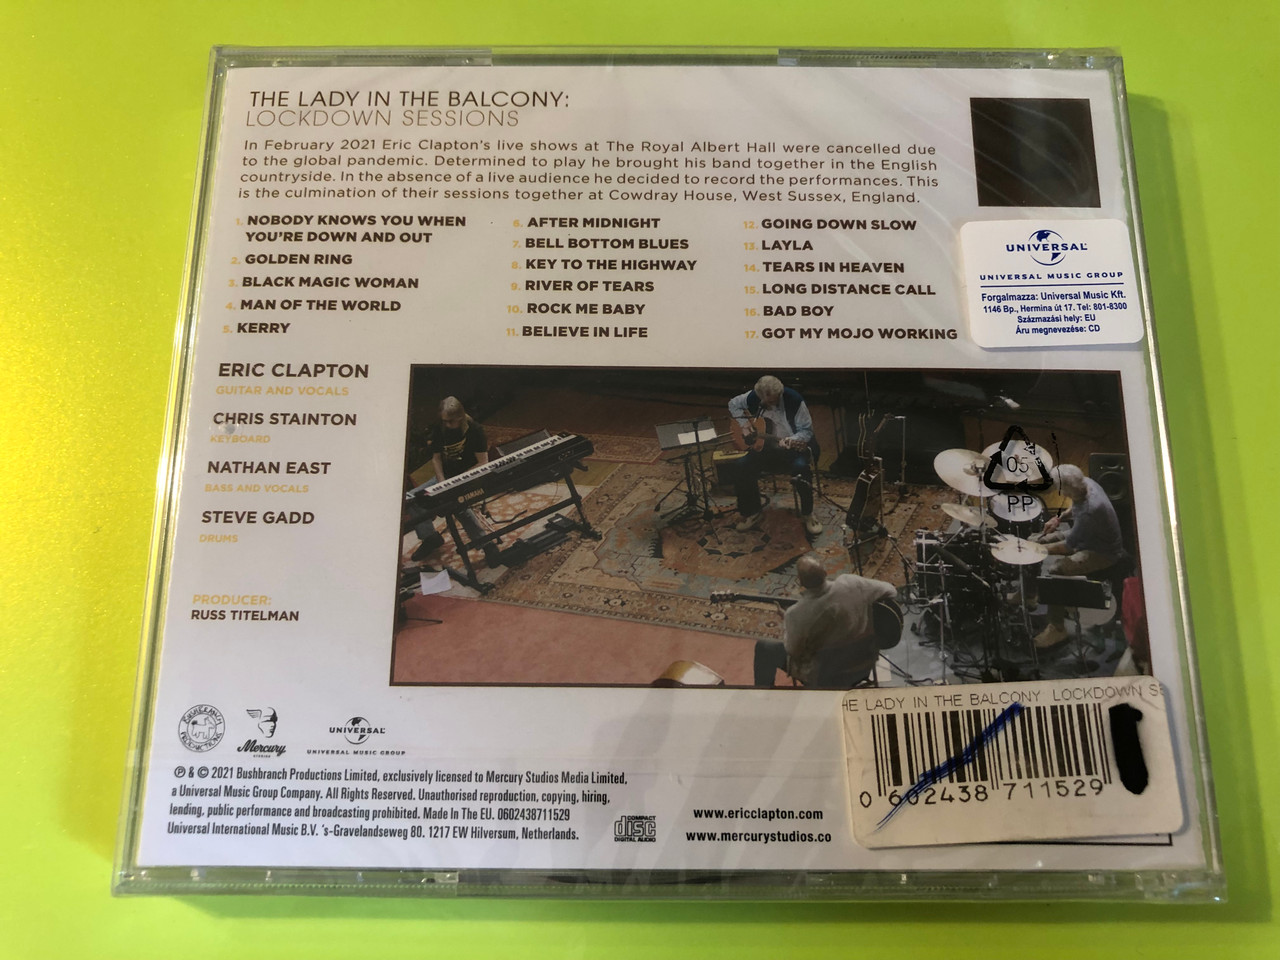 THE LADY IN THE BALCONY:
LOCKDOWN SESSIONS
In February 2021 Eric Clapton's live shows at The Royal Albert Hall were cancelled due
to the global pandemic. Determined to play he brought his band together in the English
countryside. In the absence of a live audience he decided to record the performances. This
is the culmination of their sessions together at Cowdray House, West Sussex, England.
1. NOBODY KNOWS YOU WHEN
YOU'RE DOWN AND OUT
2. GOLDEN RING
3. BLACK MAGIC WOMAN
4. MAN OF THE WORLD
5. KERRY
6. AFTER MIDNIGHT
7. BELL BOTTOM BLUES
8. KEY TO THE HIGHWAY
9. RIVER OF TEARS
10. ROCK ME BABY
11. BELIEVE IN LIFE
12. GOING DOWN SLOW
13. LAYLA
14. TEARS IN HEAVEN
15. LONG DISTANCE CALL
16. BAD BOY
17. GOT MY MOJO WORKING
UNIVERSAL
UNIVERSAL MUSIC GROUP
Forgalmazza: Universal Music Kft.
1146 Bp., Hermina út 17. Tel: 801-8300
Származási hely: EU
Áru megnevezése: CD
ERIC CLAPTON
GUITAR AND VOCALS
CHRIS STAINTON
KEYBOARD
NATHAN EAST
BASS AND VOCALS
STEVE GADD
DRUMS
PRODUCER:
RUSS TITELMAN
YAMAHA
05
PP
BUSHBRANCH
PRODUCTIONS
Mercury
STUDIOS
UNIVERSAL
UNIVERSAL MUSIC GROUP
℗ & © 2021 Bushbranch Productions Limited, exclusively licensed to Mercury Studios Media Limited,
a Universal Music Group Company. All Rights Reserved. Unauthorised reproduction, copying, hiring,
lending, public performance and broadcasting prohibited. Made In The EU. 0602438711529
Universal International Music B.V. 's-Gravelandseweg 80. 1217 EW Hilversum, Netherlands.
COMPACT
disc
DIGITAL AUDIO
www.ericclapton.com
www.mercurystudios.co
HE LADY IN THE BALCONY LOCKDOWN SE
0 602438 711529